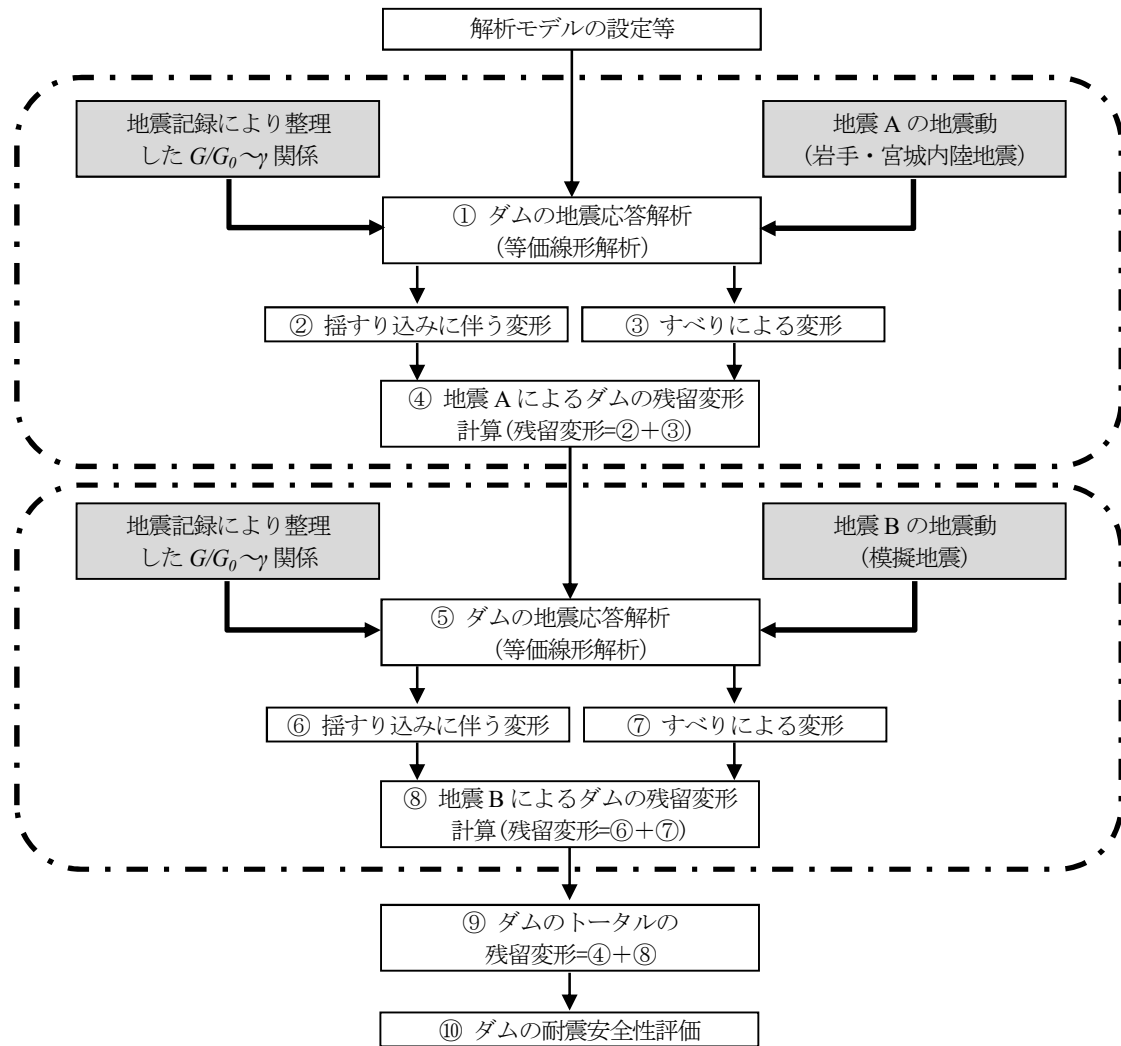 解析モデルの設定等
地震記録により整理
した G/G₀～γ 関係
地震 A の地震動
(岩手・宮城内陸地震)
① ダムの地震応答解析
(等価線形解析)
② 揺すり込みに伴う変形
③ すべりによる変形
④ 地震 A によるダムの残留変形
計算(残留変形=②＋③)
地震記録により整理
した G/G₀～γ 関係
地震 B の地震動
(模擬地震)
⑤ ダムの地震応答解析
(等価線形解析)
⑥ 揺すり込みに伴う変形
⑦ すべりによる変形
⑧ 地震 B によるダムの残留変形
計算(残留変形=⑥＋⑦)
⑨ ダムのトータルの
残留変形=④＋⑧
⑩ ダムの耐震安全性評価